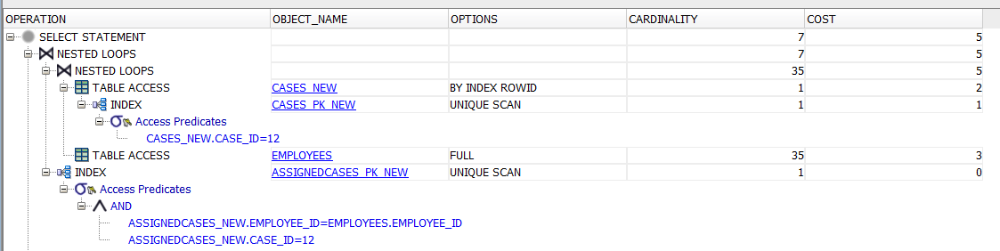 OPERATION OBJECT_NAME OPTIONS CARDINALITY COST
SELECT STATEMENT 7 5
NESTED LOOPS 7 5
NESTED LOOPS 35 5
TABLE ACCESS CASES_NEW BY INDEX ROWID 1 2
INDEX CASES_PK_NEW UNIQUE SCAN 1 1
Access Predicates
CASES_NEW.CASE_ID=12
TABLE ACCESS EMPLOYEES FULL 35 3
INDEX ASSIGNEDCASES_PK_NEW UNIQUE SCAN 1 0
Access Predicates
AND
ASSIGNEDCASES_NEW.EMPLOYEE_ID=EMPLOYEES.EMPLOYEE_ID
ASSIGNEDCASES_NEW.CASE_ID=12